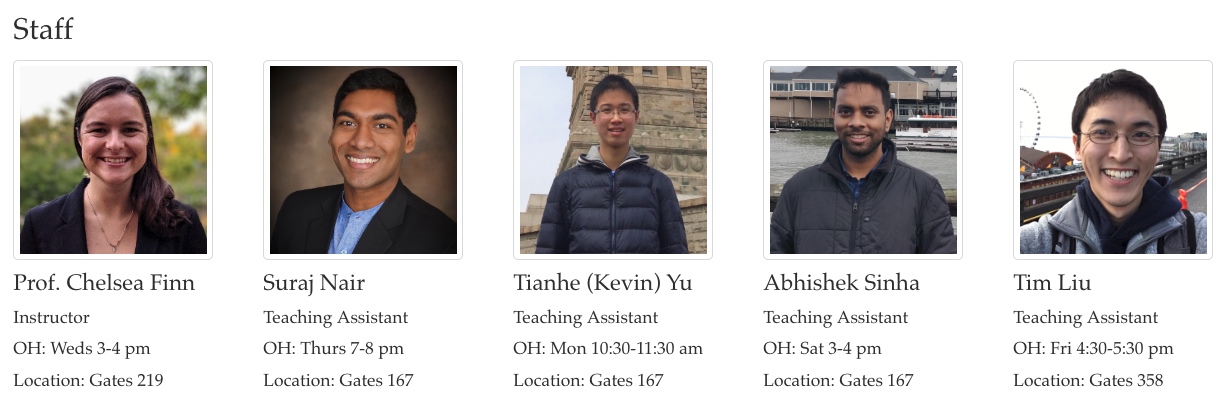 Staff
Prof. Chelsea Finn
Instructor
OH: Weds 3-4 pm
Location: Gates 219
Suraj Nair
Teaching Assistant
OH: Thurs 7-8 pm
Location: Gates 167
Tianhe (Kevin) Yu
Teaching Assistant
OH: Mon 10:30-11:30 am
Location: Gates 167
Abhishek Sinha
Teaching Assistant
OH: Sat 3-4 pm
Location: Gates 167
Tim Liu
Teaching Assistant
OH: Fri 4:30-5:30 pm
Location: Gates 358